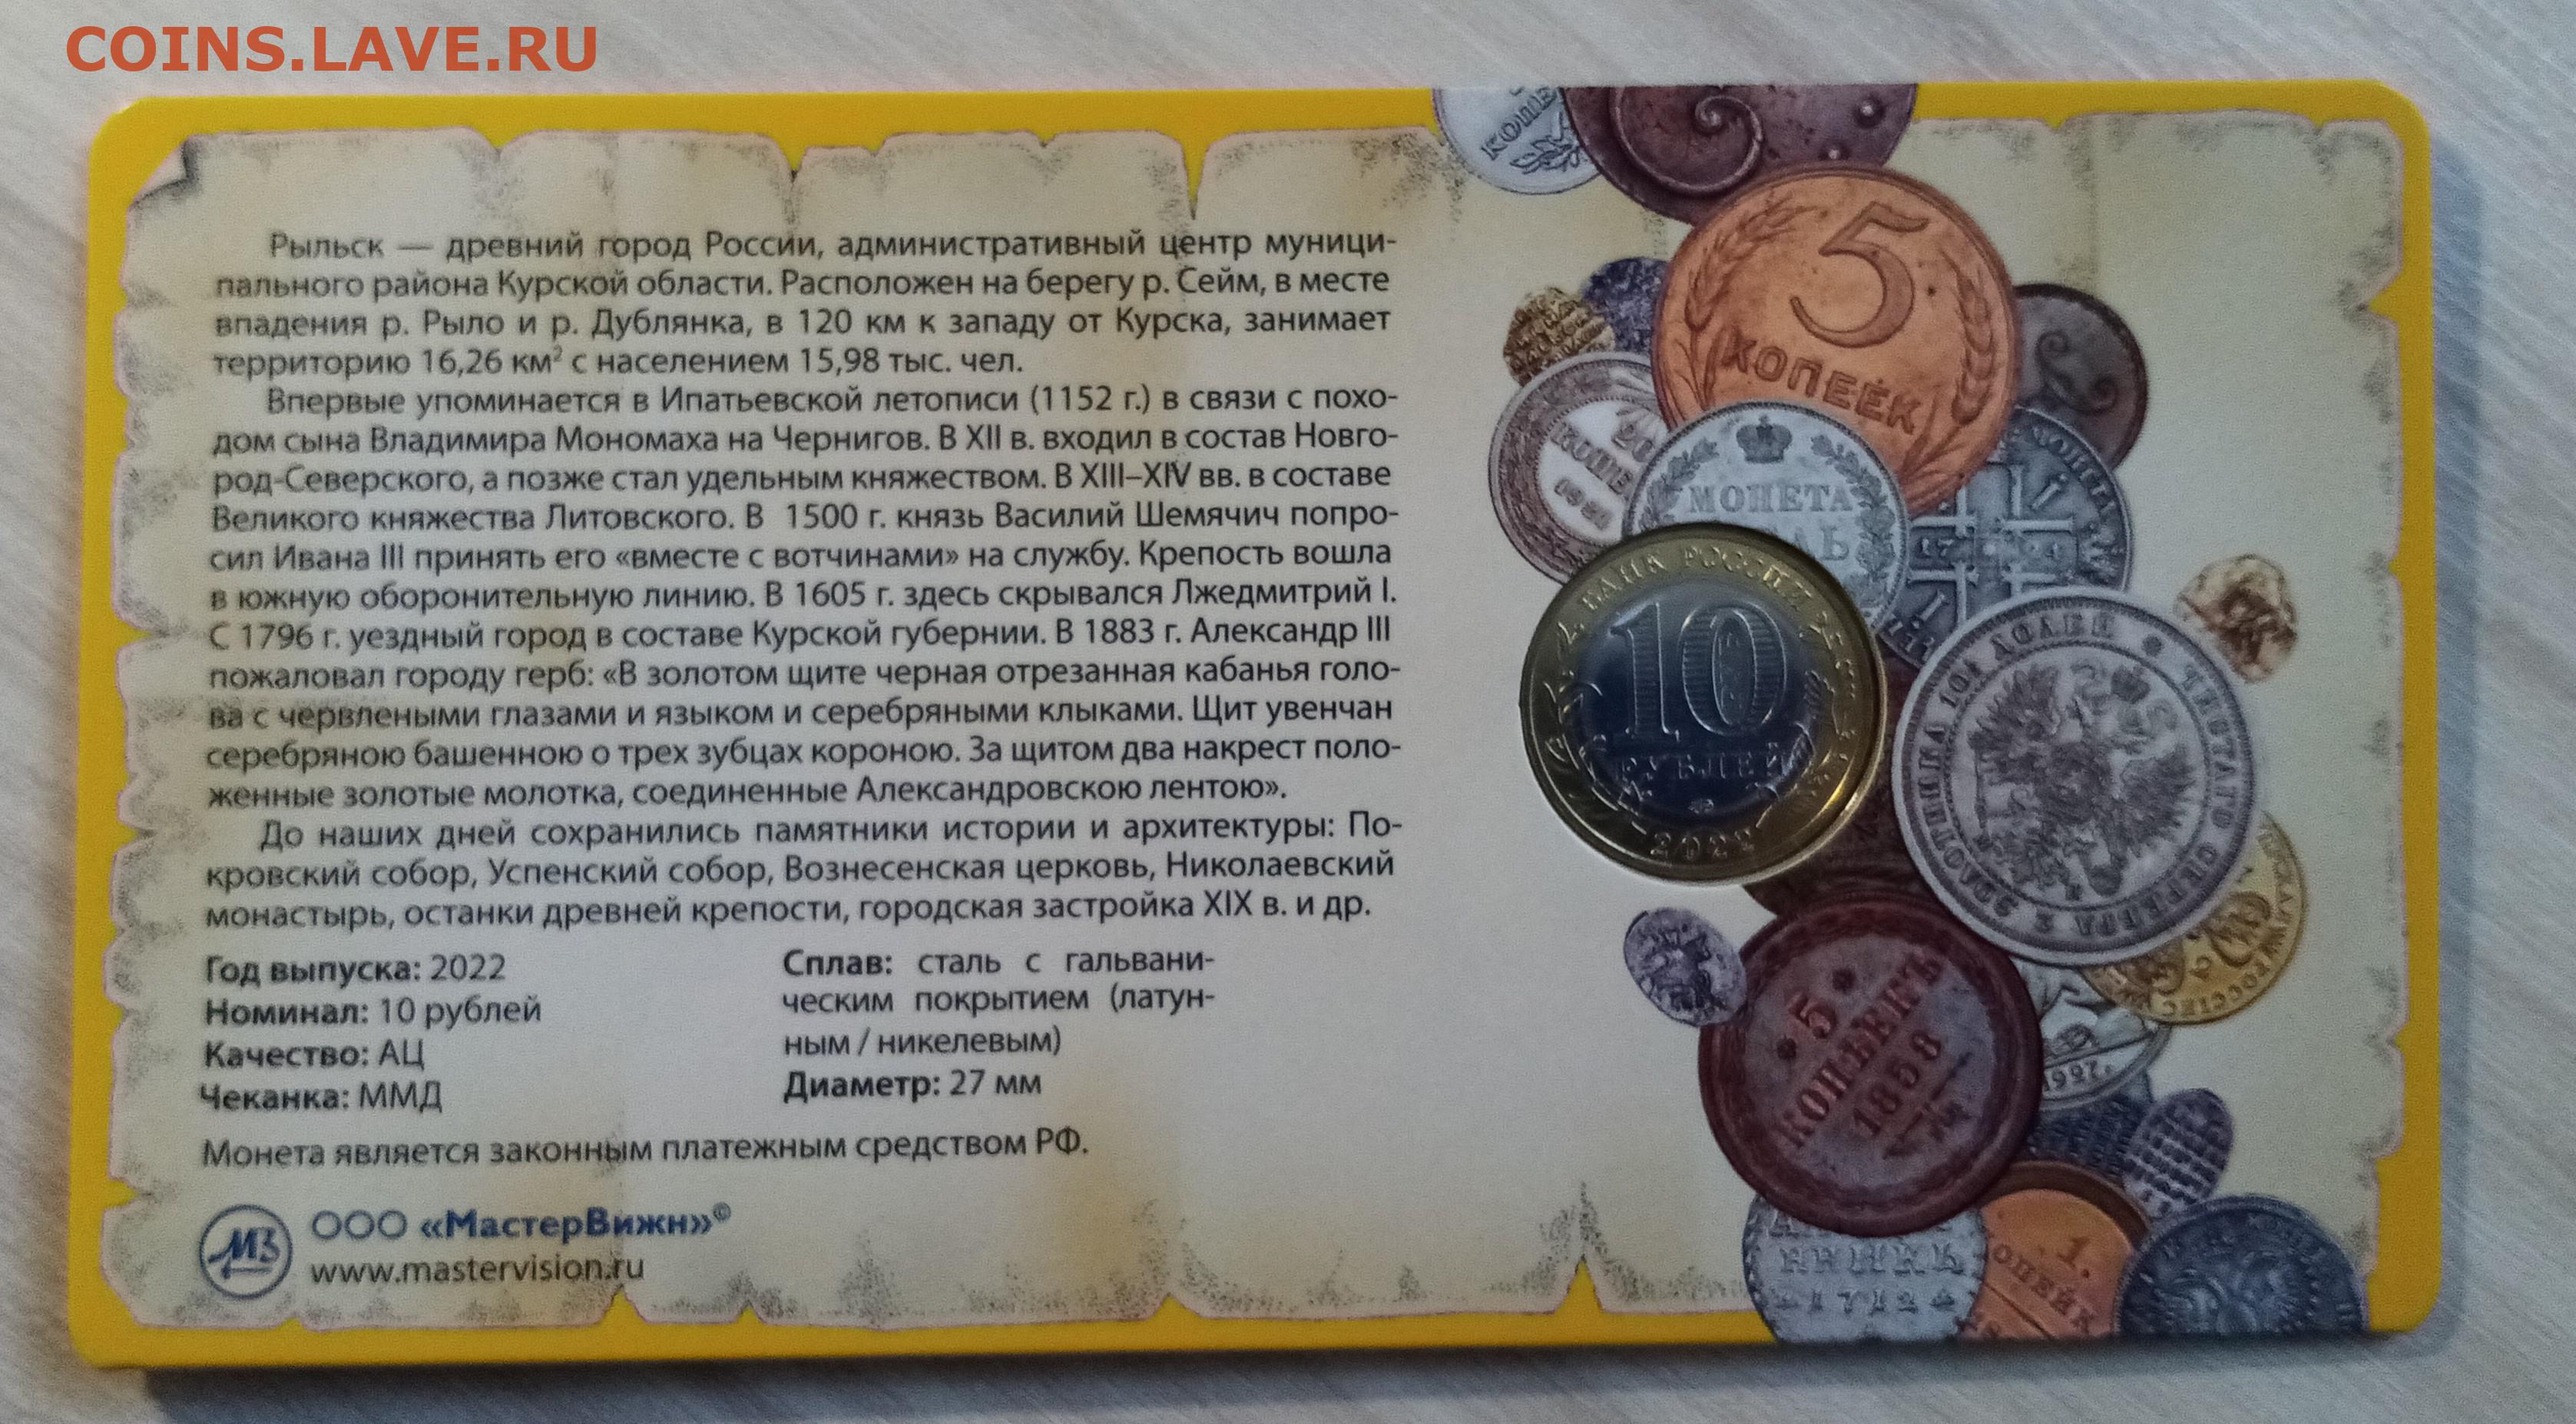 COINS.LAVE.RU
Рыльск — древний город России, административный центр муници-
пального района Курской области. Расположен на берегу р. Сейм, в месте
впадения р. Рыло и р. Дублянка, в 120 км к западу от Курска, занимает
территорию 16,26 км² с населением 15,98 тыс. чел.
Впервые упоминается в Ипатьевской летописи (1152 г.) в связи с похо-
дом сына Владимира Мономаха на Чернигов. В XII в. входил в состав Новго-
род-Северского, а позже стал удельным княжеством. В XIII–XIV вв. в составе
Великого княжества Литовского. В 1500 г. князь Василий Шемячич попро-
сил Ивана III принять его «вместе с вотчинами» на службу. Крепость вошла
в южную оборонительную линию. В 1605 г. здесь скрывался Лжедмитрий I.
С 1796 г. уездный город в составе Курской губернии. В 1883 г. Александр III
пожаловал городу герб: «В золотом щите черная отрезанная кабанья голо-
ва с червлеными глазами и языком и серебряными клыками. Щит увенчан
серебряною башенною о трех зубцах короною. За щитом два накрест поло-
женные золотые молотка, соединенные Александровскою лентою».
До наших дней сохранились памятники истории и архитектуры: По-
кровский собор, Успенский собор, Вознесенская церковь, Николаевский
монастырь, останки древней крепости, городская застройка XIX в. и др.
Год выпуска: 2022
Номинал: 10 рублей
Качество: АЦ
Чеканка: ММД
Сплав: сталь с гальвани-
ческим покрытием (латун-
ным / никелевым)
Диаметр: 27 мм
Монета является законным платежным средством РФ.
МЗ
ООО «МастерВижн»©
www.mastervision.ru
КОПЕ
5
КОПЕЕК
20
КОПЕ
МОНЕТА
БАНК РОССИИ
10
РУБЛЕЙ
2022
ДОЛЕЙ
ЧИСТАГО СЕРЕБРА 4 ЗОЛОТНИКА
5
КОПѢЕКЪ
1858
1.
1712